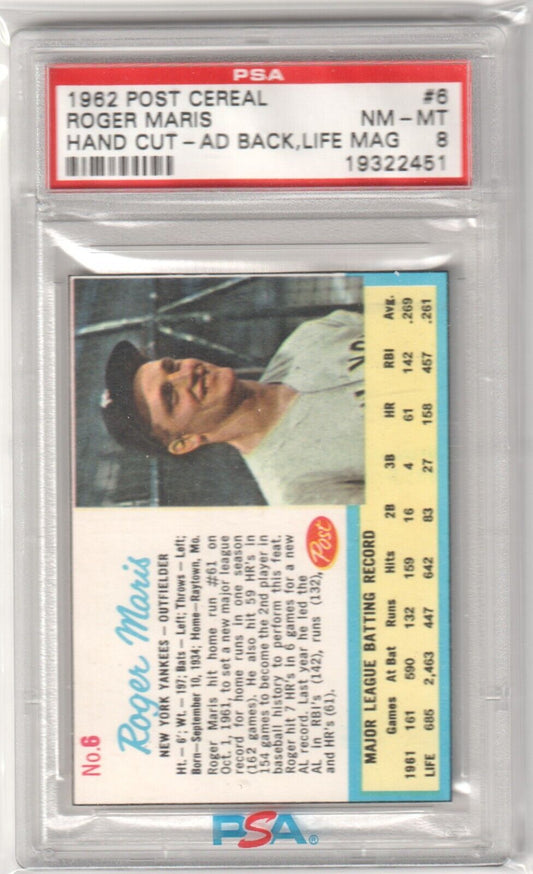 PSA
1962 POST CEREAL #6
ROGER MARIS NM - MT
HAND CUT - AD BACK, LIFE MAG 8
19322451
No.6
Roger Maris
NEW YORK YANKEES — OUTFIELDER
Ht. — 6'; Wt. — 197; Bats — Left; Throws — Left;
Born—September 10, 1934; Home—Raytown, Mo.
Roger Maris hit home run #61 on
Oct. 1, 1961, to set a new major league
record for home runs in one season
(162 games). He also hit 59 HR's in
154 games to become the 2nd player in
baseball history to perform this feat.
Roger hit 7 HR's in 6 games for a new
AL record. Last year he led the
AL in RBI's (142), runs (132),
and HR's (61).
Post
MAJOR LEAGUE BATTING RECORD
Games At Bat Runs Hits 2B 3B HR RBI Avg.
1961 161 590 132 159 16 4 61 142 .269
LIFE 685 2,463 447 642 83 27 158 457 .261
PSA®